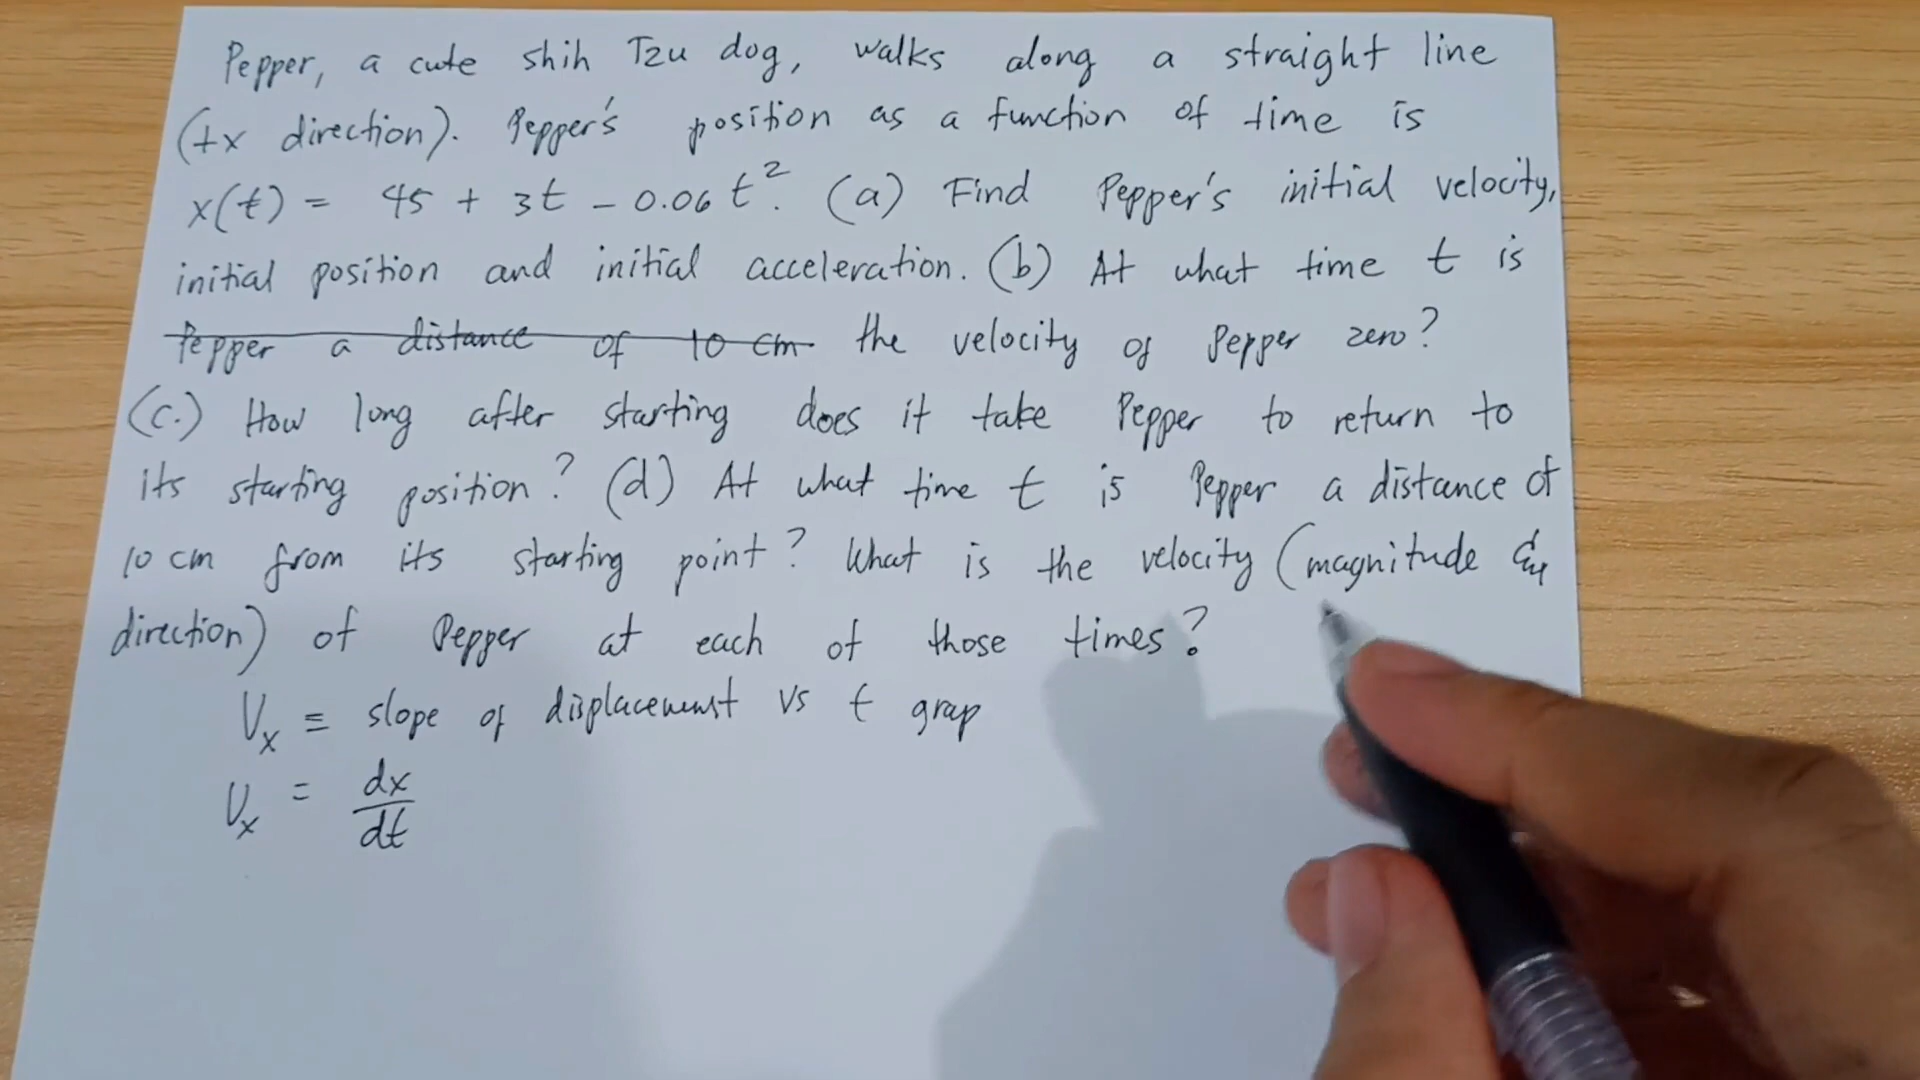 Pepper, a cute shih Tzu dog, walks along a straight line
(+x direction). Pepper's position as a function of time is
x(t) = 45 + 3t - 0.06 t². (a) Find Pepper's initial velocity,
initial position and initial acceleration. (b) At what time t is
Pepper a distance of 10 cm the velocity of Pepper zero?
(c.) How long after starting does it take Pepper to return to
its starting position? (d) At what time t is Pepper a distance of
10 cm from its starting point? What is the velocity (magnitude &
direction) of Pepper at each of those times?
Vx = slope of displacement vs t grap
Vx = dx/dt